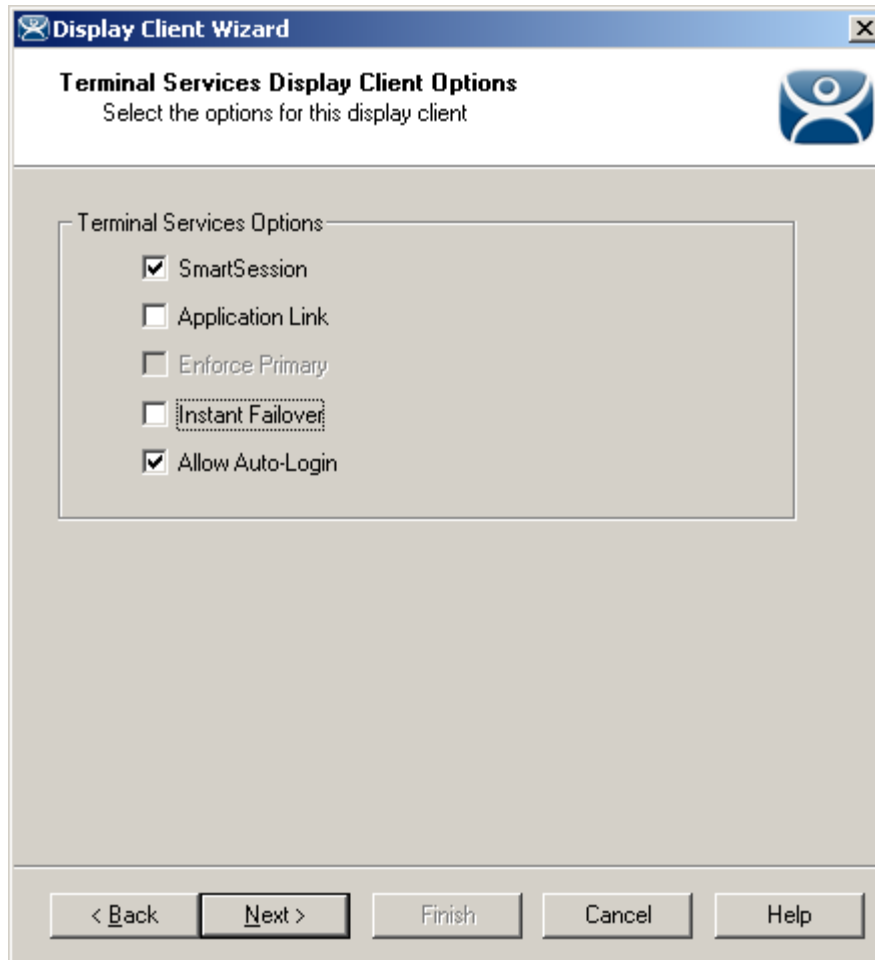 Display Client Wizard
Terminal Services Display Client Options
Select the options for this display client
Terminal Services Options
SmartSession
Application Link
Enforce Primary
Instant Failover
Allow Auto-Login
< Back
Next >
Finish
Cancel
Help